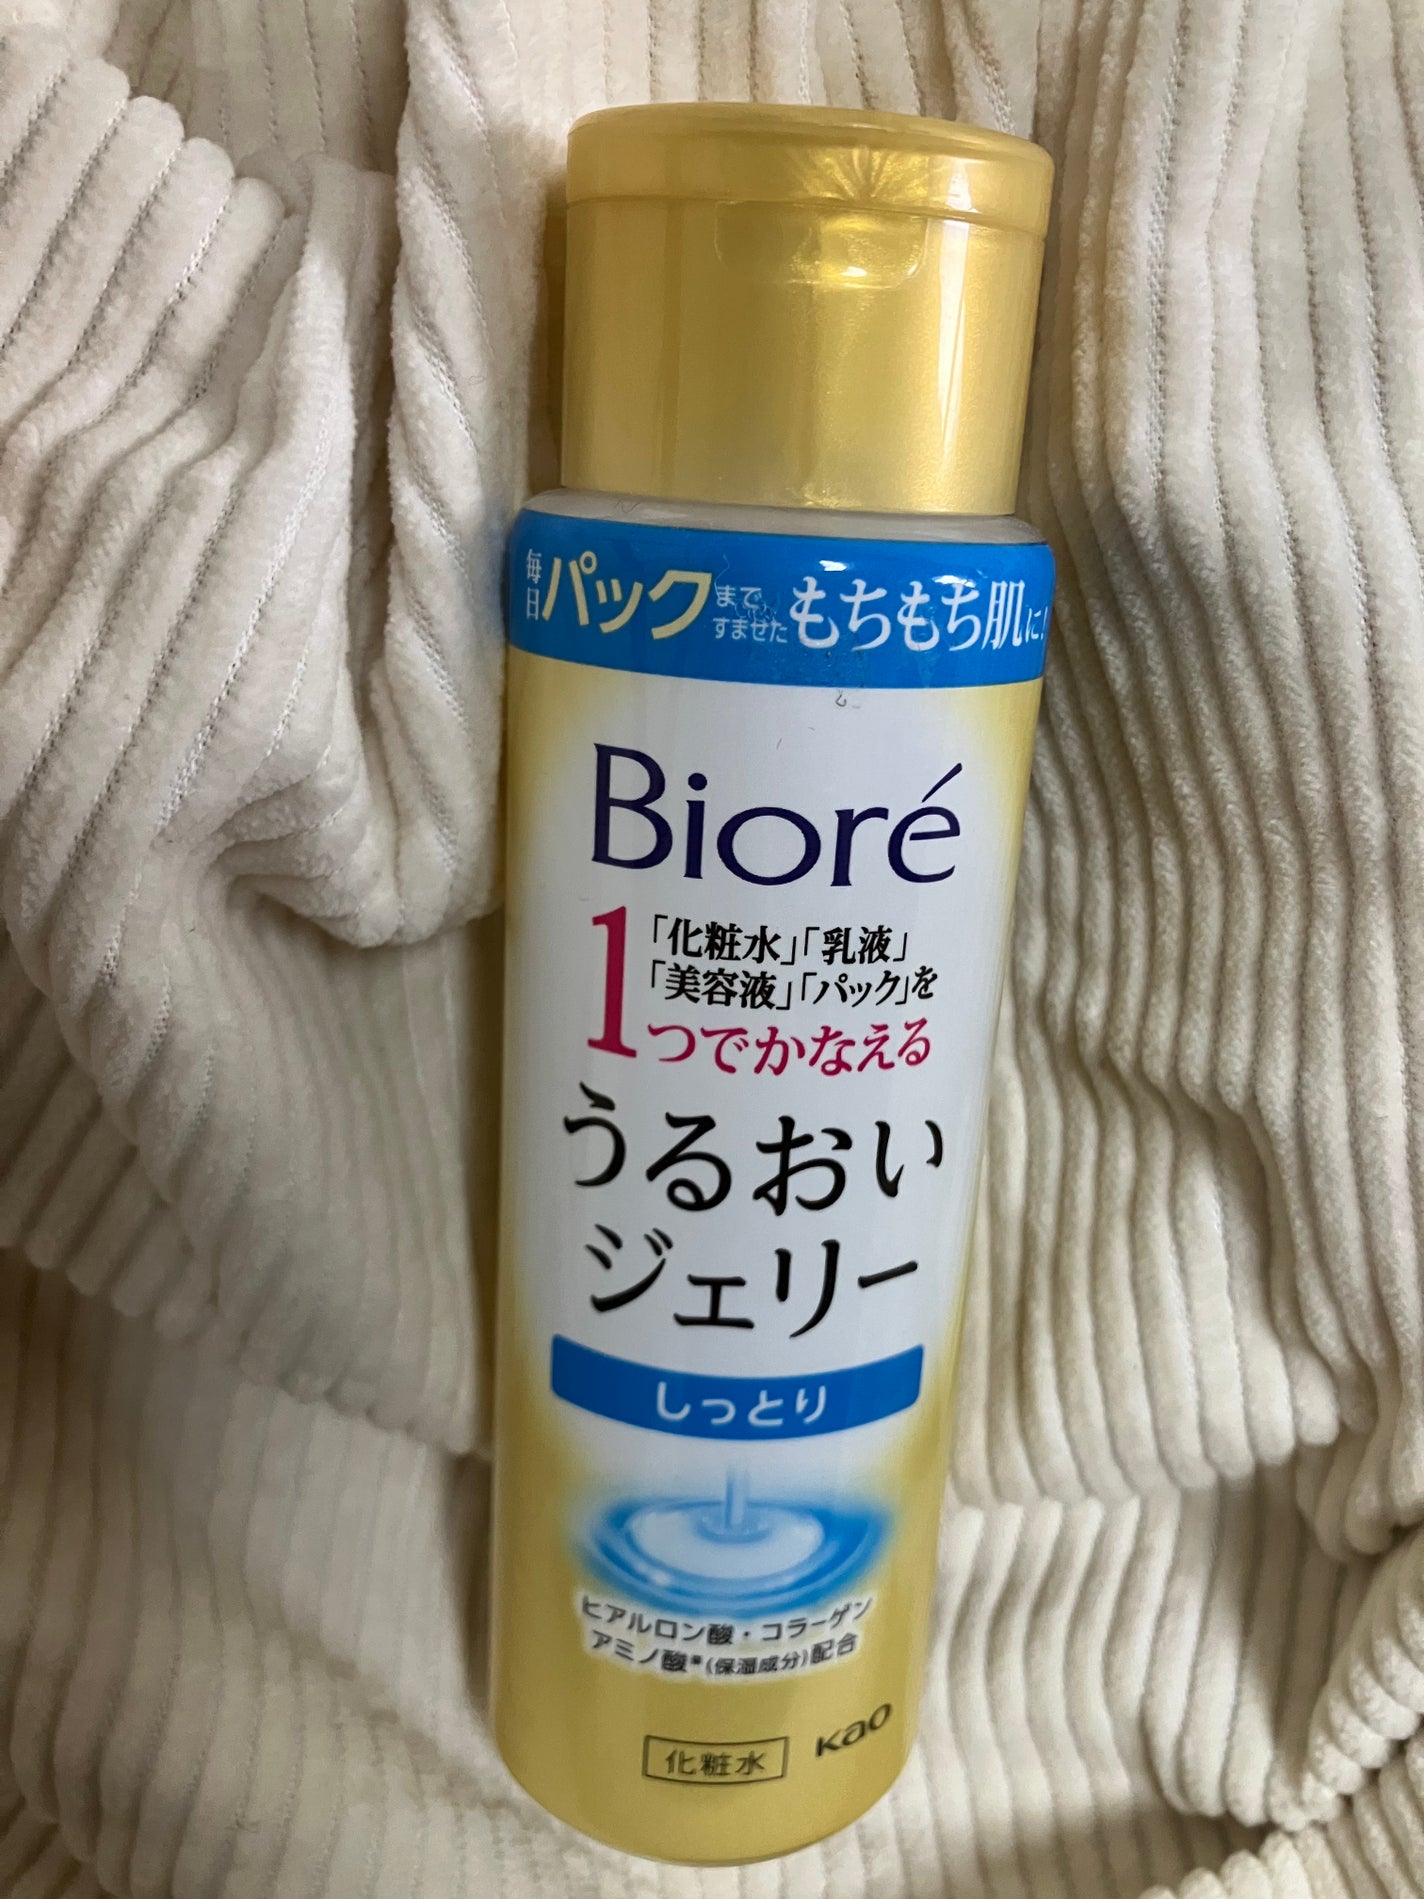 毎日パックまですませたもちもち肌に!
Bioré
1「化粧水」「乳液」
「美容液」「パック」を
つでかなえる
うるおい
ジェリー
しっとり
ヒアルロン酸・コラーゲン
アミノ酸*(保湿成分)配合
化粧水
Kao